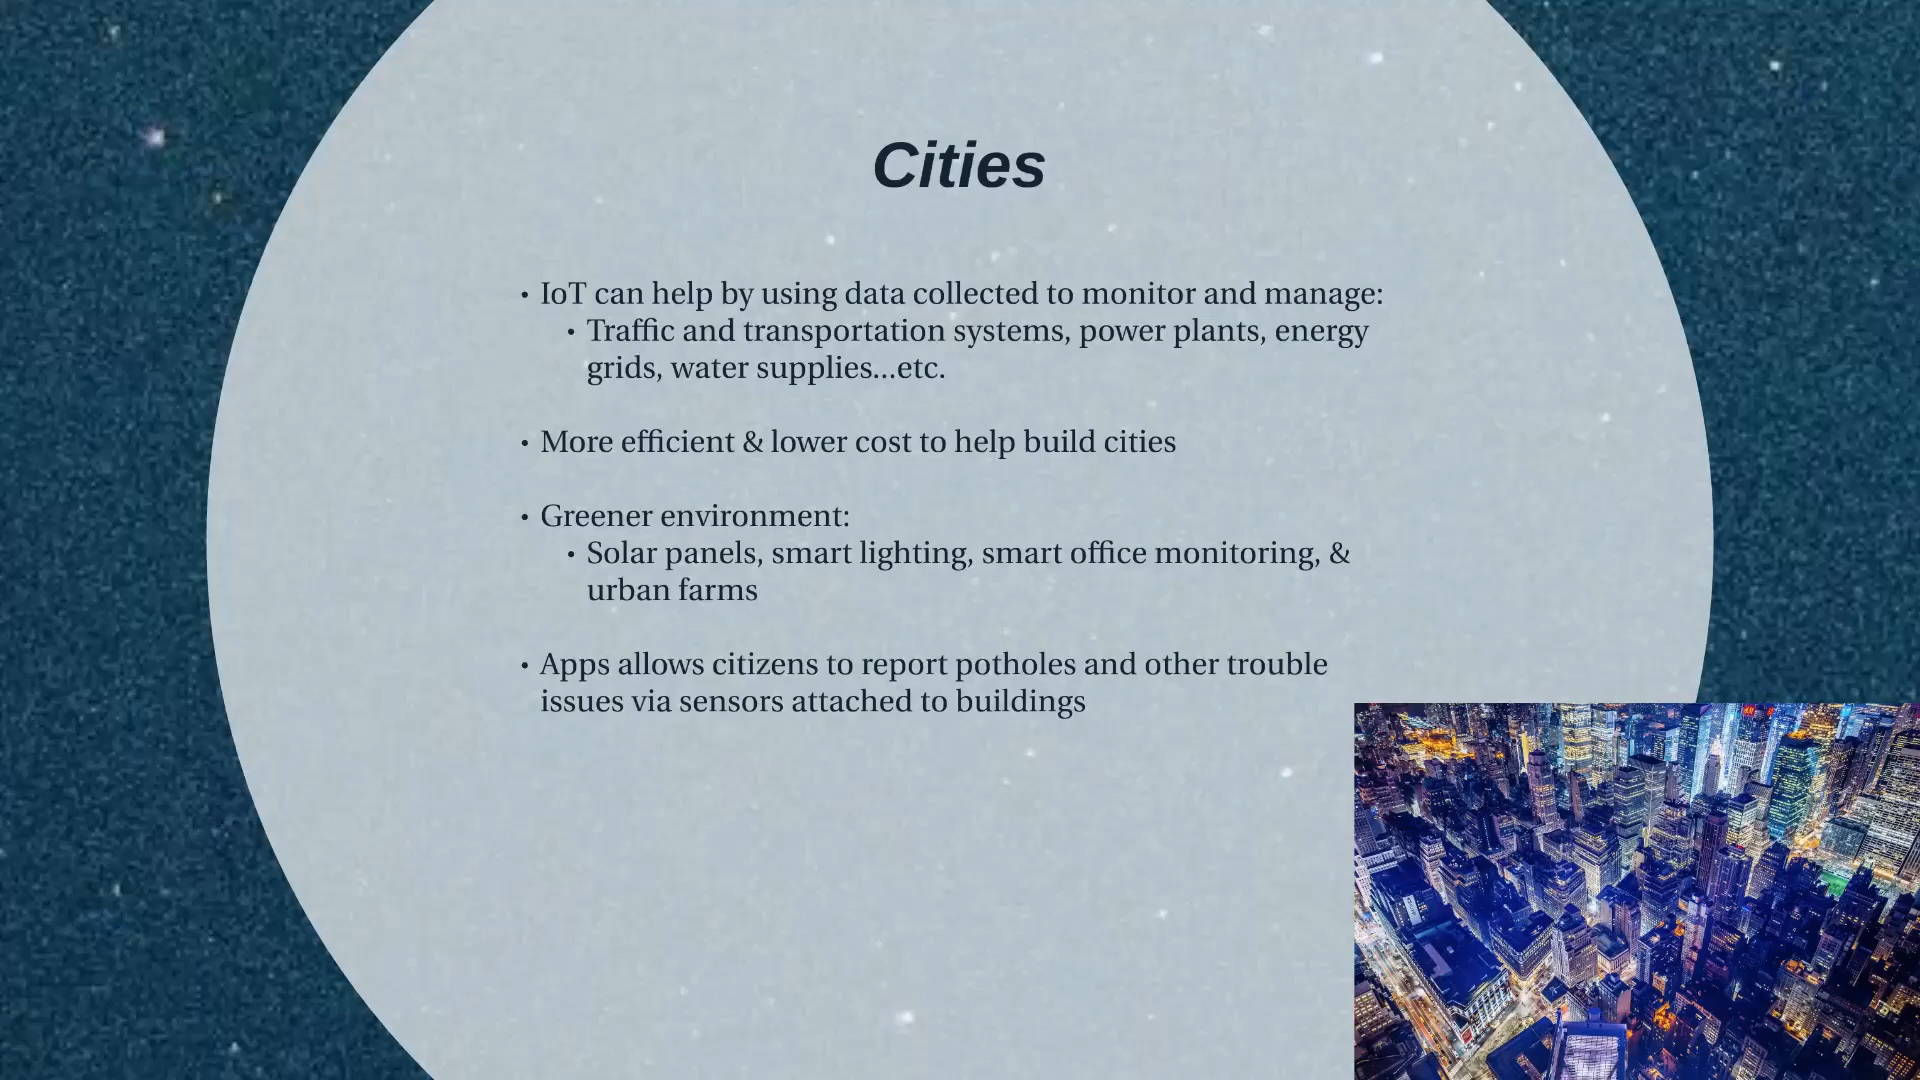 Cities
• IoT can help by using data collected to monitor and manage:
• Traffic and transportation systems, power plants, energy
grids, water supplies...etc.
• More efficient & lower cost to help build cities
• Greener environment:
• Solar panels, smart lighting, smart office monitoring, &
urban farms
• Apps allows citizens to report potholes and other trouble
issues via sensors attached to buildings